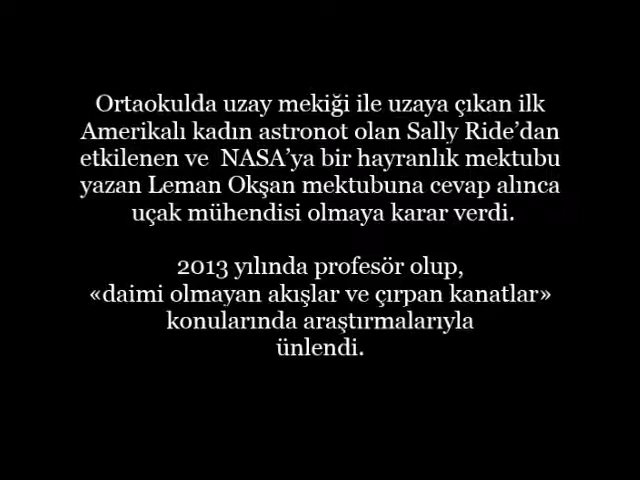 Ortaokulda uzay mekiği ile uzaya çıkan ilk
Amerikalı kadın astronot olan Sally Ride’dan
etkilenen ve  NASA’ya bir hayranlık mektubu
yazan Leman Okşan mektubuna cevap alınca
uçak mühendisi olmaya karar verdi.
2013 yılında profesör olup,
«daimi olmayan akışlar ve çırpan kanatlar»
konularında araştırmalarıyla
ünlendi.